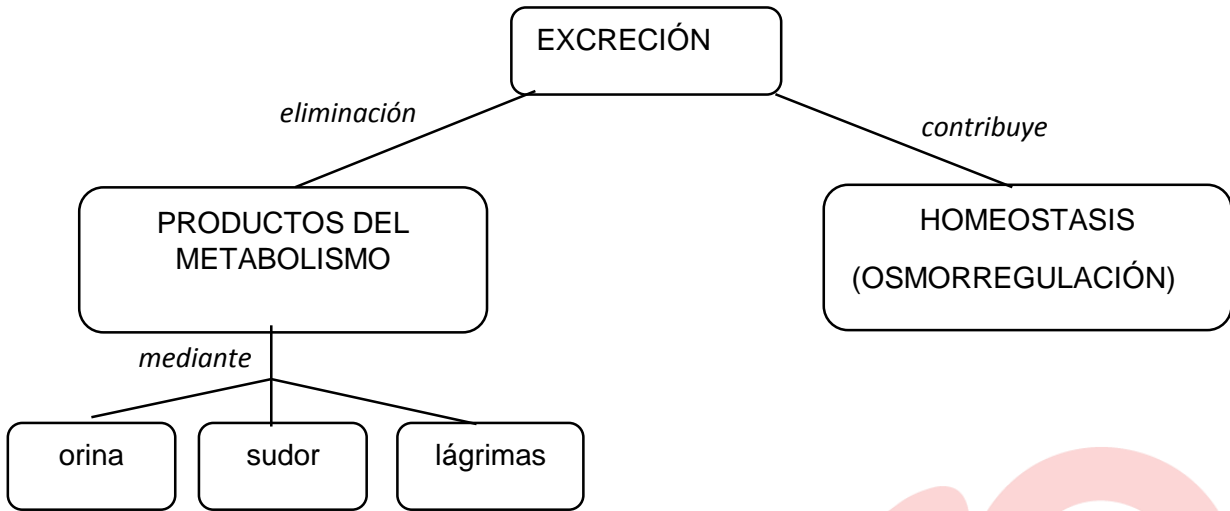 EXCRECIÓN
eliminación
contribuye
PRODUCTOS DEL
METABOLISMO
HOMEOSTASIS
(OSMORREGULACIÓN)
mediante
orina
sudor
lágrimas